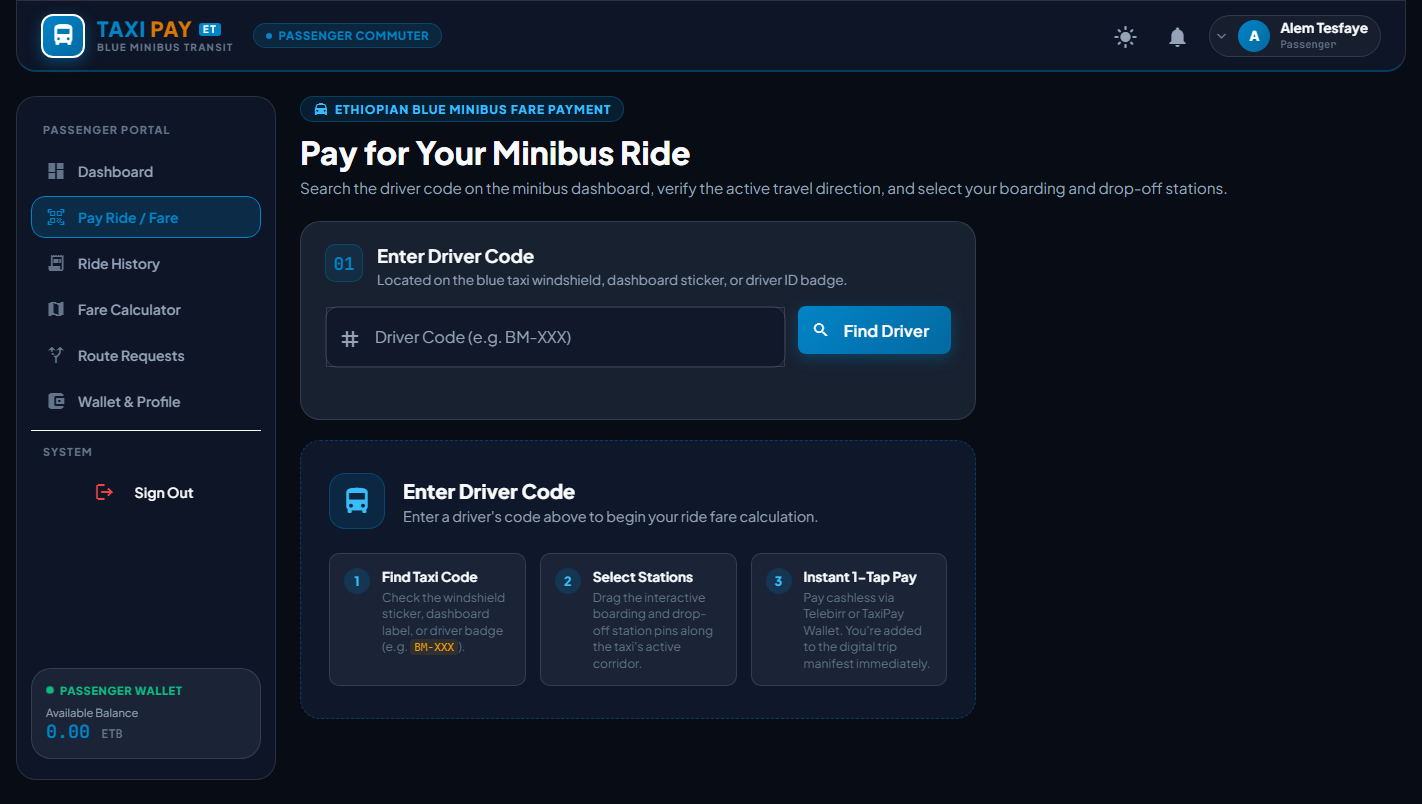 TAXI PAY ET
BLUE MINIBUS TRANSIT
PASSENGER COMMUTER
A
Alem Tesfaye
Passenger
PASSENGER PORTAL
Dashboard
Pay Ride / Fare
Ride History
Fare Calculator
Route Requests
Wallet & Profile
SYSTEM
Sign Out
PASSENGER WALLET
Available Balance
0.00 ETB
ETHIOPIAN BLUE MINIBUS FARE PAYMENT
Pay for Your Minibus Ride
Search the driver code on the minibus dashboard, verify the active travel direction, and select your boarding and drop-off stations.
01
Enter Driver Code
Located on the blue taxi windshield, dashboard sticker, or driver ID badge.
# Driver Code (e.g. BM-XXX)
Find Driver
Enter Driver Code
Enter a driver's code above to begin your ride fare calculation.
1
Find Taxi Code
Check the windshield
sticker, dashboard
label, or driver badge
(e.g. BM-XXX ).
2
Select Stations
Drag the interactive
boarding and drop-
off station pins along
the taxi's active
corridor.
3
Instant 1-Tap Pay
Pay cashless via
Telebirr or TaxiPay
Wallet. You're added
to the digital trip
manifest immediately.